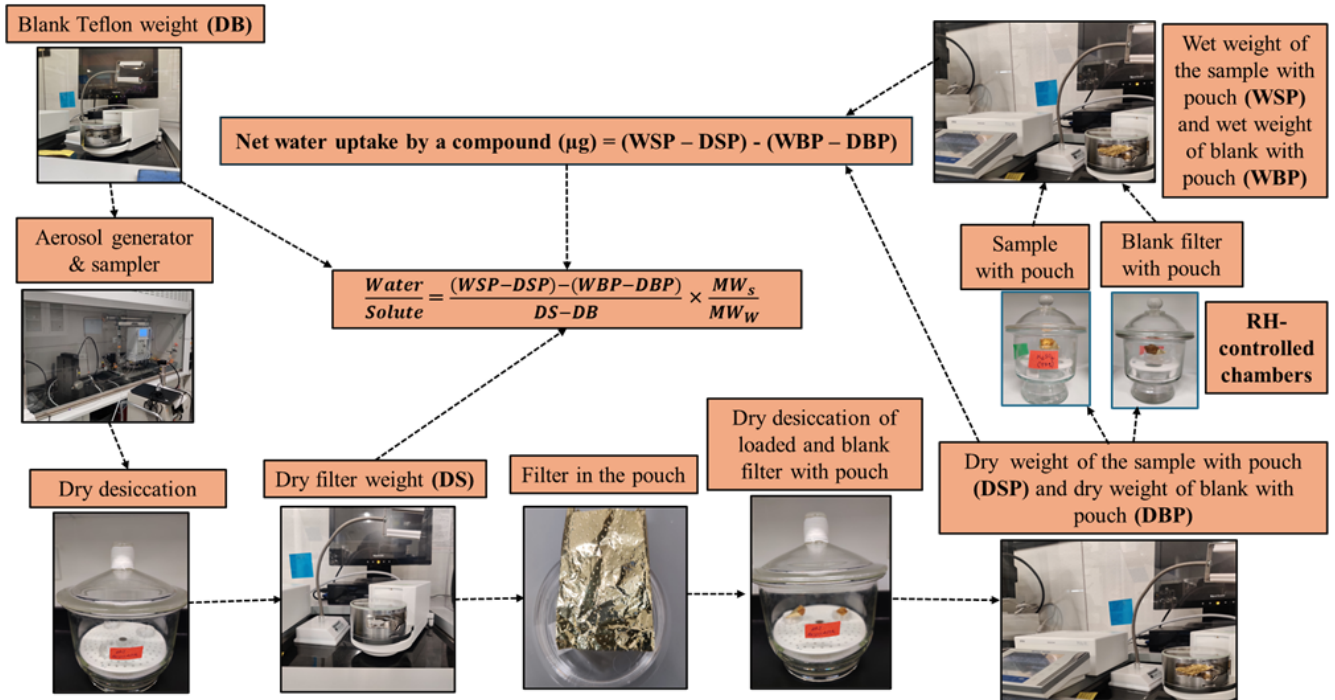 Blank Teflon weight (DB)
Wet weight of
the sample with
pouch (WSP)
and wet weight
of blank with
pouch (WBP)
Net water uptake by a compound (µg) = (WSP – DSP) - (WBP – DBP)
Aerosol generator
& sampler
Sample
with pouch
Blank filter
with pouch
Water/Solute = (WSP−DSP)−(WBP−DBP)/DS−DB × MW_s/MW_W
RH-
controlled
chambers
Dry desiccation
Dry filter weight (DS)
Filter in the pouch
Dry desiccation of
loaded and blank
filter with pouch
Dry weight of the sample with pouch
(DSP) and dry weight of blank with
pouch (DBP)